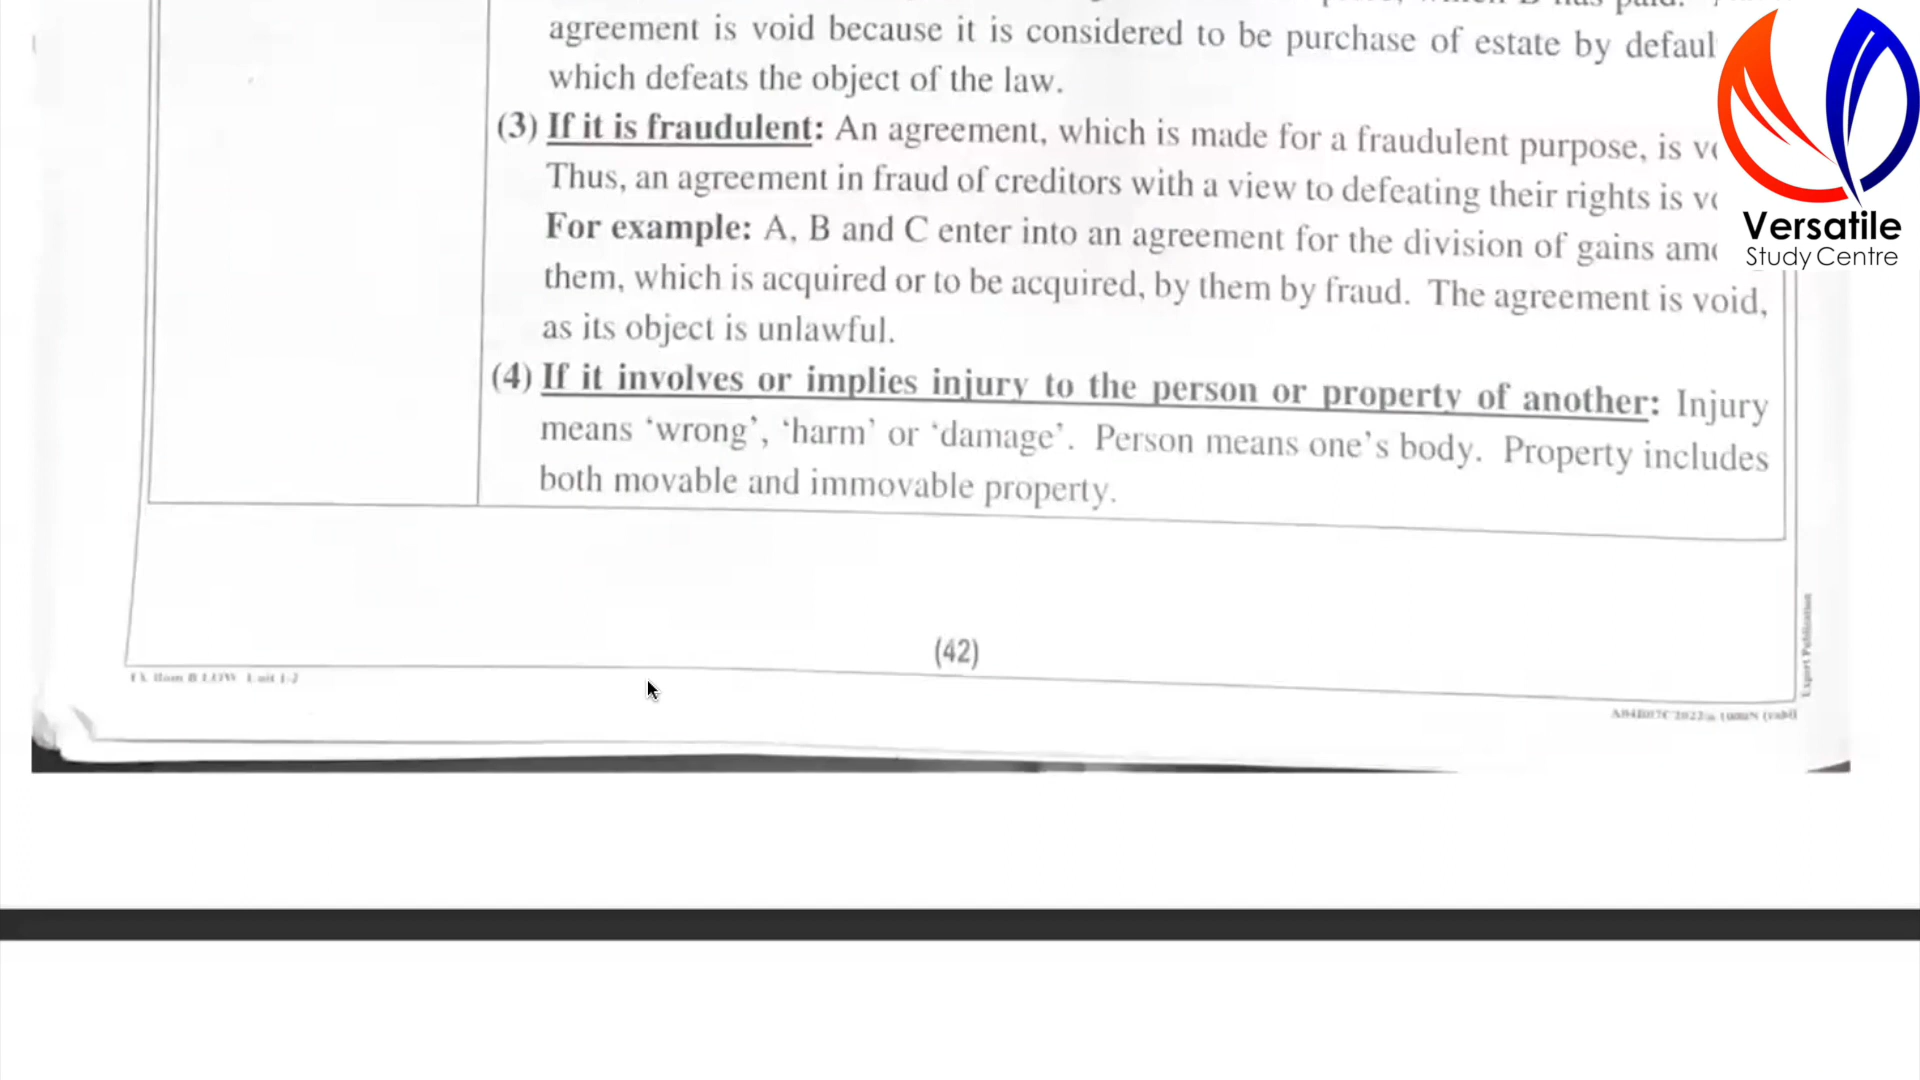 agreement is void because it is considered to be purchase of estate by defaul
which defeats the object of the law.
(3) If it is fraudulent: An agreement, which is made for a fraudulent purpose, is
Thus, an agreement in fraud of creditors with a view to defeating their rights is
For example: A, B and C enter into an agreement for the division of gains
them, which is acquired or to be acquired, by them by fraud. The agreement is void,
as its object is unlawful.
(4) If it involves or implies injury to the person or property of another: Injury
means ‘wrong’, ‘harm’ or ‘damage’. Person means one’s body. Property includes
both movable and immovable property.
(42)
Expert Publication
Versatile
Study Centre